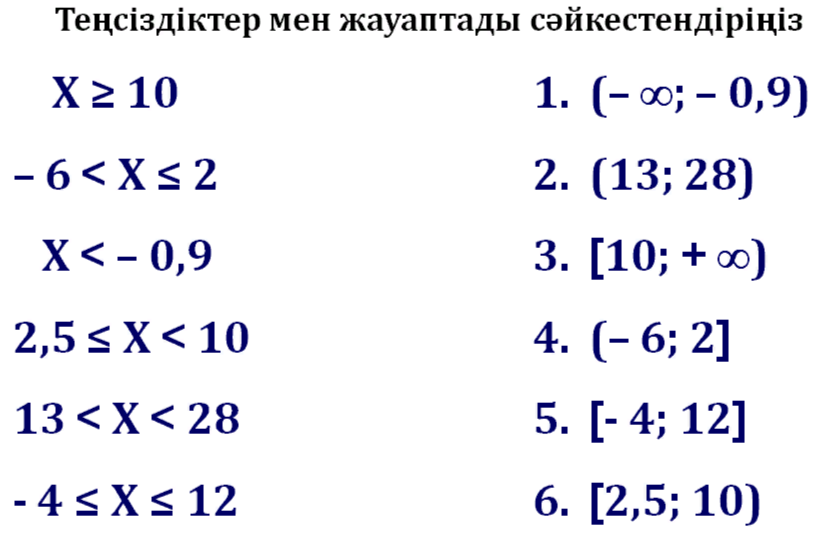 Теңсіздіктер мен жауаптады сәйкестендіріңіз
X ≥ 10 1. (– ∞; – 0,9)
– 6 < X ≤ 2 2. (13; 28)
X < – 0,9 3. [10; + ∞)
2,5 ≤ X < 10 4. (– 6; 2]
13 < X < 28 5. [- 4; 12]
- 4 ≤ X ≤ 12 6. [2,5; 10)